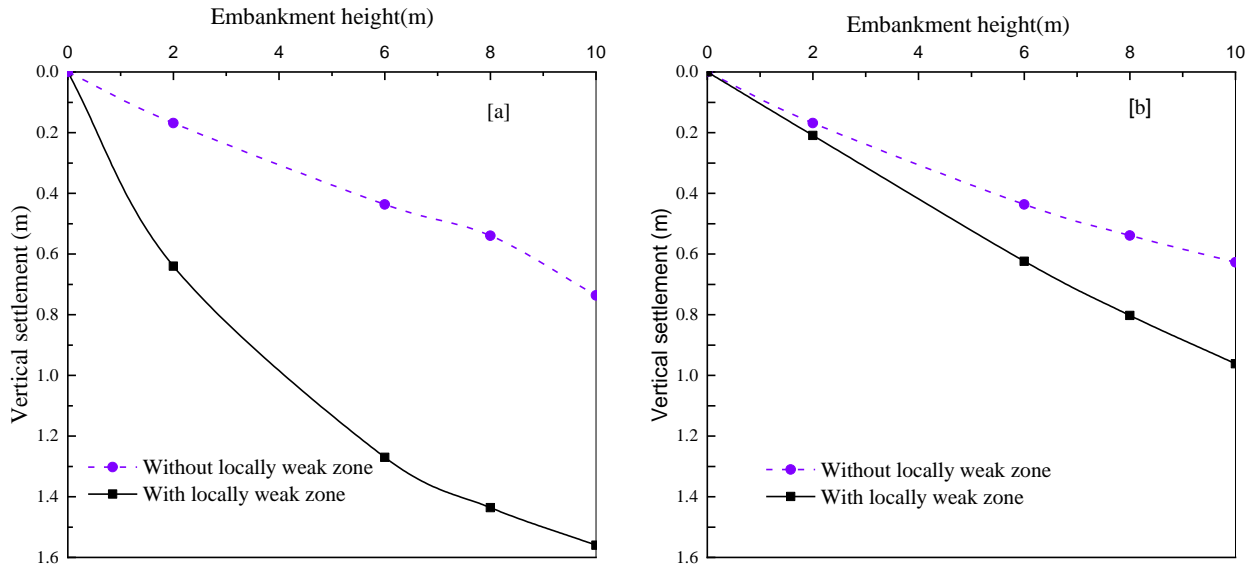 Embankment height(m)
0 2 4 6 8 10
0.0
0.2
0.4
0.6
0.8
1.0
1.2
1.4
1.6
Vertical settlement (m)
[a]
Without locally weak zone
With locally weak zone
Embankment height(m)
0 2 4 6 8 10
0.0
0.2
0.4
0.6
0.8
1.0
1.2
1.4
1.6
Vertical settlement (m)
[b]
Without locally weak zone
With locally weak zone